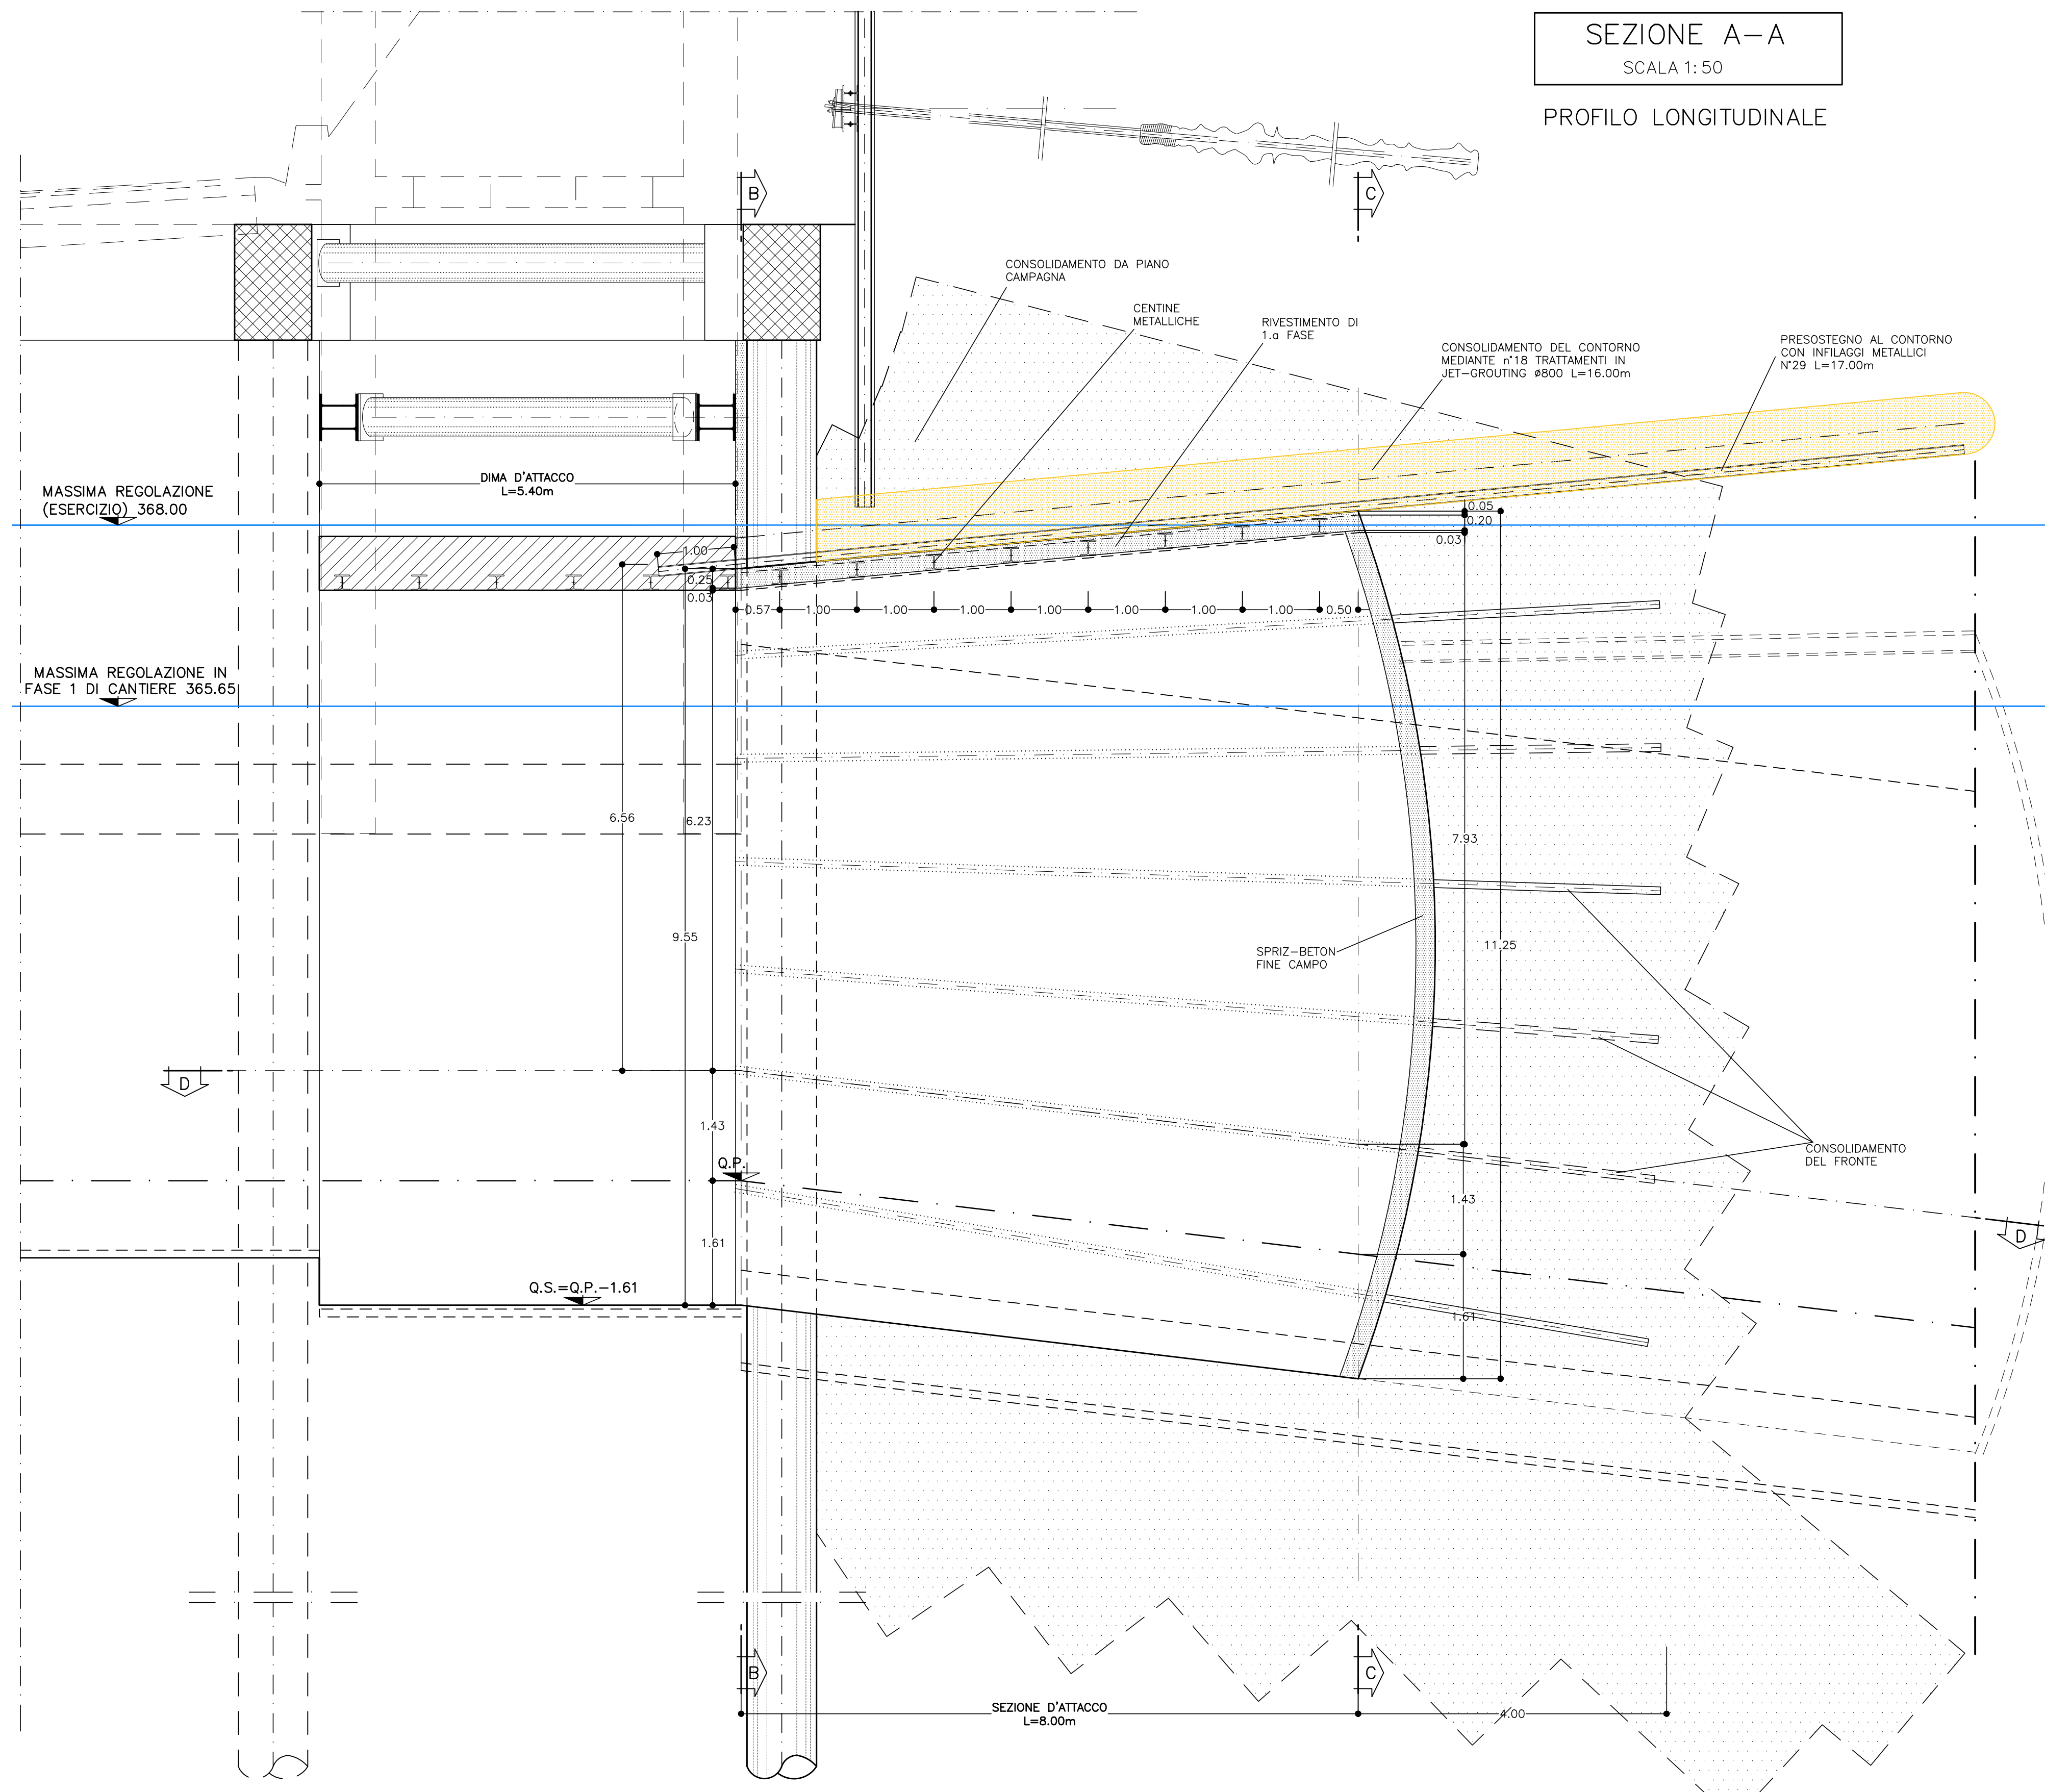 SEZIONE A-A
SCALA 1:50
PROFILO LONGITUDINALE
B
C
CONSOLIDAMENTO DA PIANO
CAMPAGNA
CENTINE
METALLICHE
RIVESTIMENTO DI
1.a FASE
CONSOLIDAMENTO DEL CONTORNO
MEDIANTE n°18 TRATTAMENTI IN
JET-GROUTING ø800 L=16.00m
PRESOSTEGNO AL CONTORNO
CON INFILAGGI METALLICI
N°29 L=17.00m
DIMA D'ATTACCO
L=5.40m
MASSIMA REGOLAZIONE
(ESERCIZIO) 368.00
0.05
0.20
0.03
1.00
0.25
0.03
0.57
1.00
1.00
1.00
1.00
1.00
1.00
1.00
0.50
MASSIMA REGOLAZIONE IN
FASE 1 DI CANTIERE 365.65
6.56
6.23
7.93
9.55
11.25
SPRIZ-BETON
FINE CAMPO
D
1.43
Q.P.
CONSOLIDAMENTO
DEL FRONTE
1.43
D
1.61
Q.S.=Q.P.-1.61
1.61
B
C
SEZIONE D'ATTACCO
L=8.00m
4.00